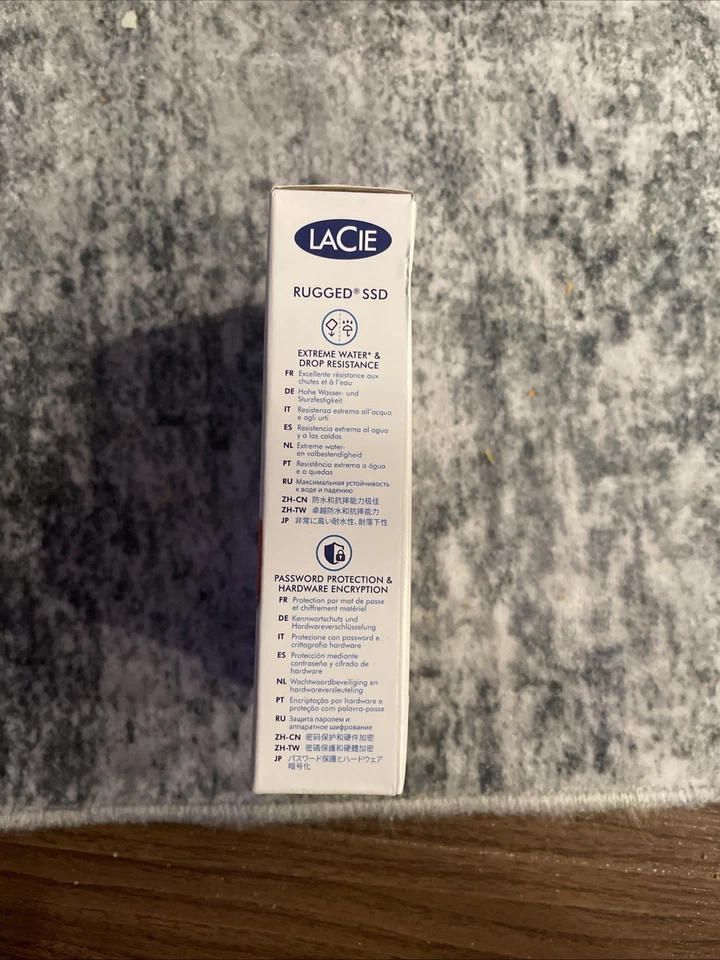 LACIE
RUGGED® SSD
EXTREME WATER* &
DROP RESISTANCE
FR Excellente résistance aux
chutes et à l'eau
DE Hohe Wasser- und
Sturzfestigkeit
IT Resistenza estrema all'acqua
e agli urti
ES Resistencia extrema al agua
y a las caídas
NL Extreme water-
en valbestendigheid
PT Resistência extrema a água
e a quedas
RU Максимальная устойчивость
к воде и падению
ZH-CN 防水和抗摔能力极佳
ZH-TW 卓越防水和抗摔能力
JP 非常に高い耐水性、耐落下性
PASSWORD PROTECTION &
HARDWARE ENCRYPTION
FR Protection par mot de passe
et chiffrement matériel
DE Kennwortschutz und
Hardwareverschlüsselung
IT Protezione con password e
crittografia hardware
ES Protección mediante
contraseña y cifrado de
hardware
NL Wachtwoordbeveiliging en
hardwareversleuteling
PT Encriptação por hardware e
proteção com palavra-passe
RU Защита паролем и
аппаратное шифрование
ZH-CN 密码保护和硬件加密
ZH-TW 密碼保護和硬體加密
JP パスワード保護とハードウェア
暗号化